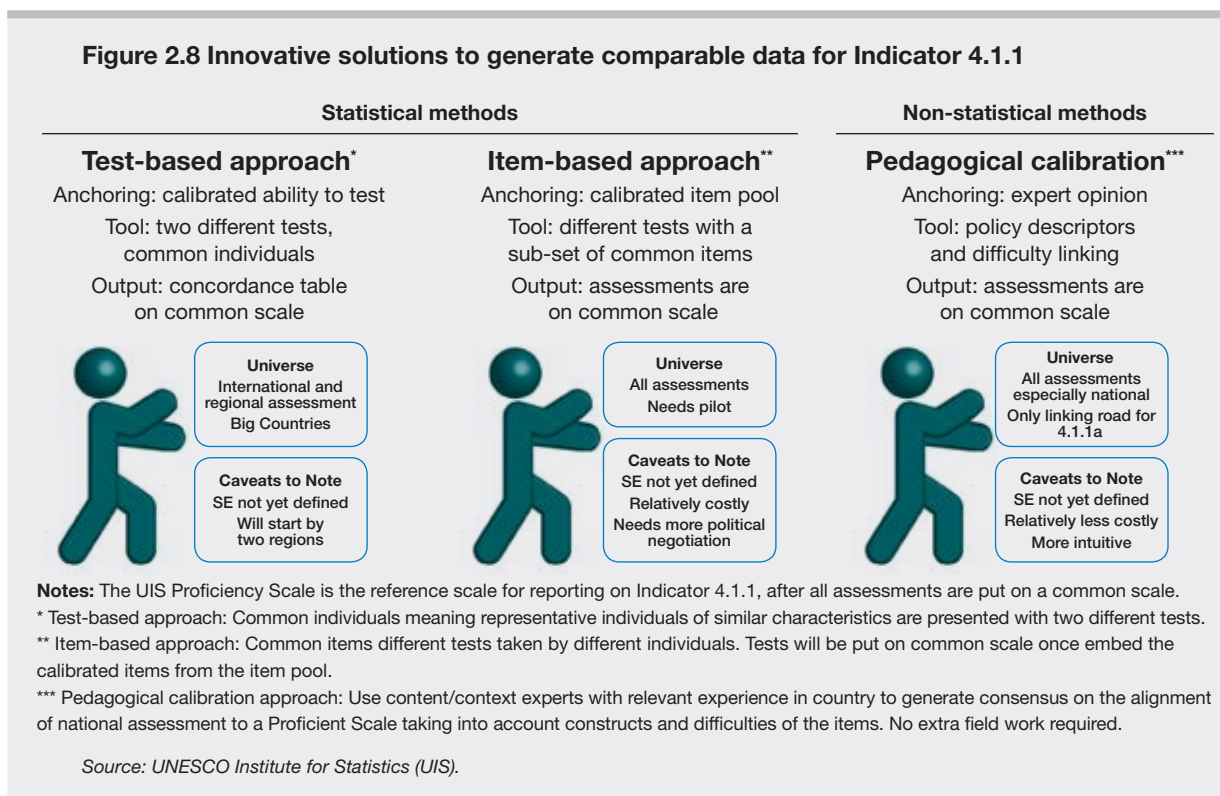 Figure 2.8 Innovative solutions to generate comparable data for Indicator 4.1.1
Statistical methods
Test-based approach*
Anchoring: calibrated ability to test
Tool: two different tests,
common individuals
Output: concordance table
on common scale
Universe
International and
regional assessment
Big Countries
Caveats to Note
SE not yet defined
Will start by
two regions
Item-based approach**
Anchoring: calibrated item pool
Tool: different tests with a
sub-set of common items
Output: assessments are
on common scale
Universe
All assessments
Needs pilot
Caveats to Note
SE not yet defined
Relatively costly
Needs more political
negotiation
Non-statistical methods
Pedagogical calibration***
Anchoring: expert opinion
Tool: policy descriptors
and difficulty linking
Output: assessments are
on common scale
Universe
All assessments
especially national
Only linking road for
4.1.1a
Caveats to Note
SE not yet defined
Relatively less costly
More intuitive
Notes: The UIS Proficiency Scale is the reference scale for reporting on Indicator 4.1.1, after all assessments are put on a common scale.
* Test-based approach: Common individuals meaning representative individuals of similar characteristics are presented with two different tests.
** Item-based approach: Common items different tests taken by different individuals. Tests will be put on common scale once embed the
calibrated items from the item pool.
*** Pedagogical calibration approach: Use content/context experts with relevant experience in country to generate consensus on the alignment
of national assessment to a Proficient Scale taking into account constructs and difficulties of the items. No extra field work required.
Source: UNESCO Institute for Statistics (UIS).